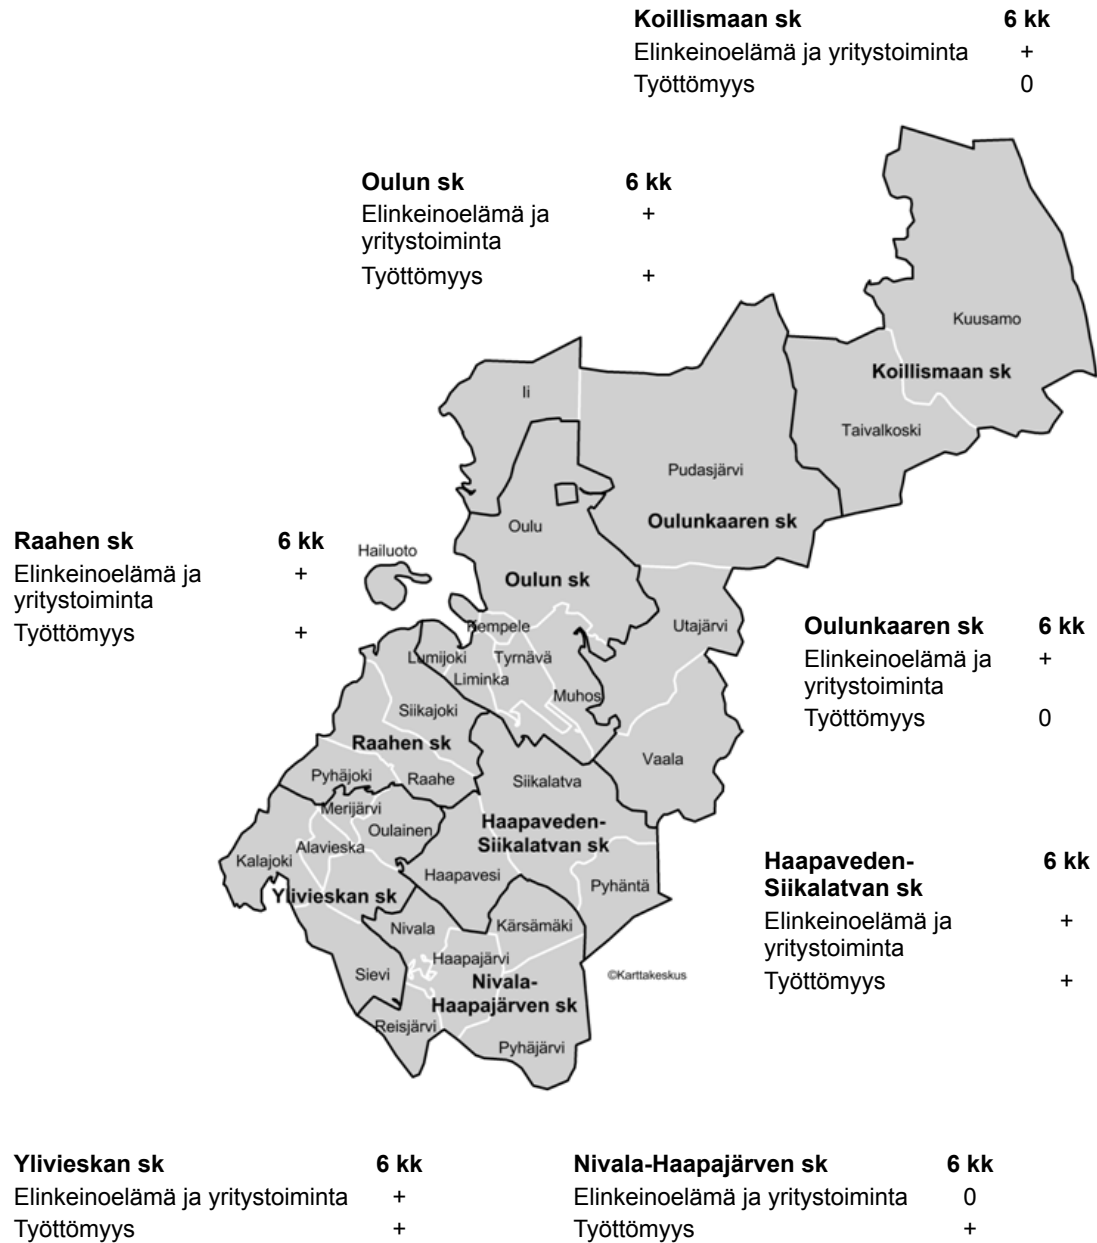 Koillismaan sk 6 kk
Elinkeinoelämä ja yritystoiminta +
Työttömyys 0
Oulun sk 6 kk
Elinkeinoelämä ja +
yritystoiminta
Työttömyys +
Kuusamo
Koillismaan sk
Ii
Taivalkoski
Pudasjärvi
Oulunkaaren sk
Oulu
Raahen sk 6 kk
Elinkeinoelämä ja +
yritystoiminta
Työttömyys +
Hailuoto
Oulun sk
Kempele
Utajärvi
Oulunkaaren sk 6 kk
Elinkeinoelämä ja +
yritystoiminta
Työttömyys 0
Lumijoki
Tyrnävä
Liminka
Muhos
Siikajoki
Raahen sk
Vaala
Pyhäjoki
Raahe
Siikalatva
Merijärvi
Oulainen
Haapaveden-
Siikalatvan sk
Alavieska
Kalajoki
Haapavesi
Pyhäntä
Ylivieskan sk
Haapaveden- 6 kk
Siikalatvan sk
Elinkeinoelämä ja +
yritystoiminta
Työttömyys +
Nivala
Kärsämäki
Haapajärvi
Sievi
Nivala-
Haapajärven sk
©Karttakeskus
Reisjärvi
Pyhäjärvi
Ylivieskan sk 6 kk
Elinkeinoelämä ja yritystoiminta +
Työttömyys +
Nivala-Haapajärven sk 6 kk
Elinkeinoelämä ja yritystoiminta 0
Työttömyys +